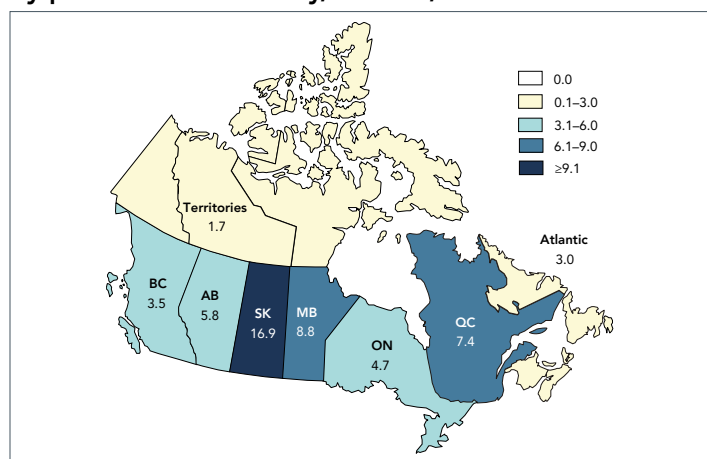 0.0
0.1–3.0
3.1–6.0
6.1–9.0
≥9.1
Territories
1.7
Atlantic
3.0
BC
3.5
AB
5.8
SK
16.9
MB
8.8
ON
4.7
QC
7.4